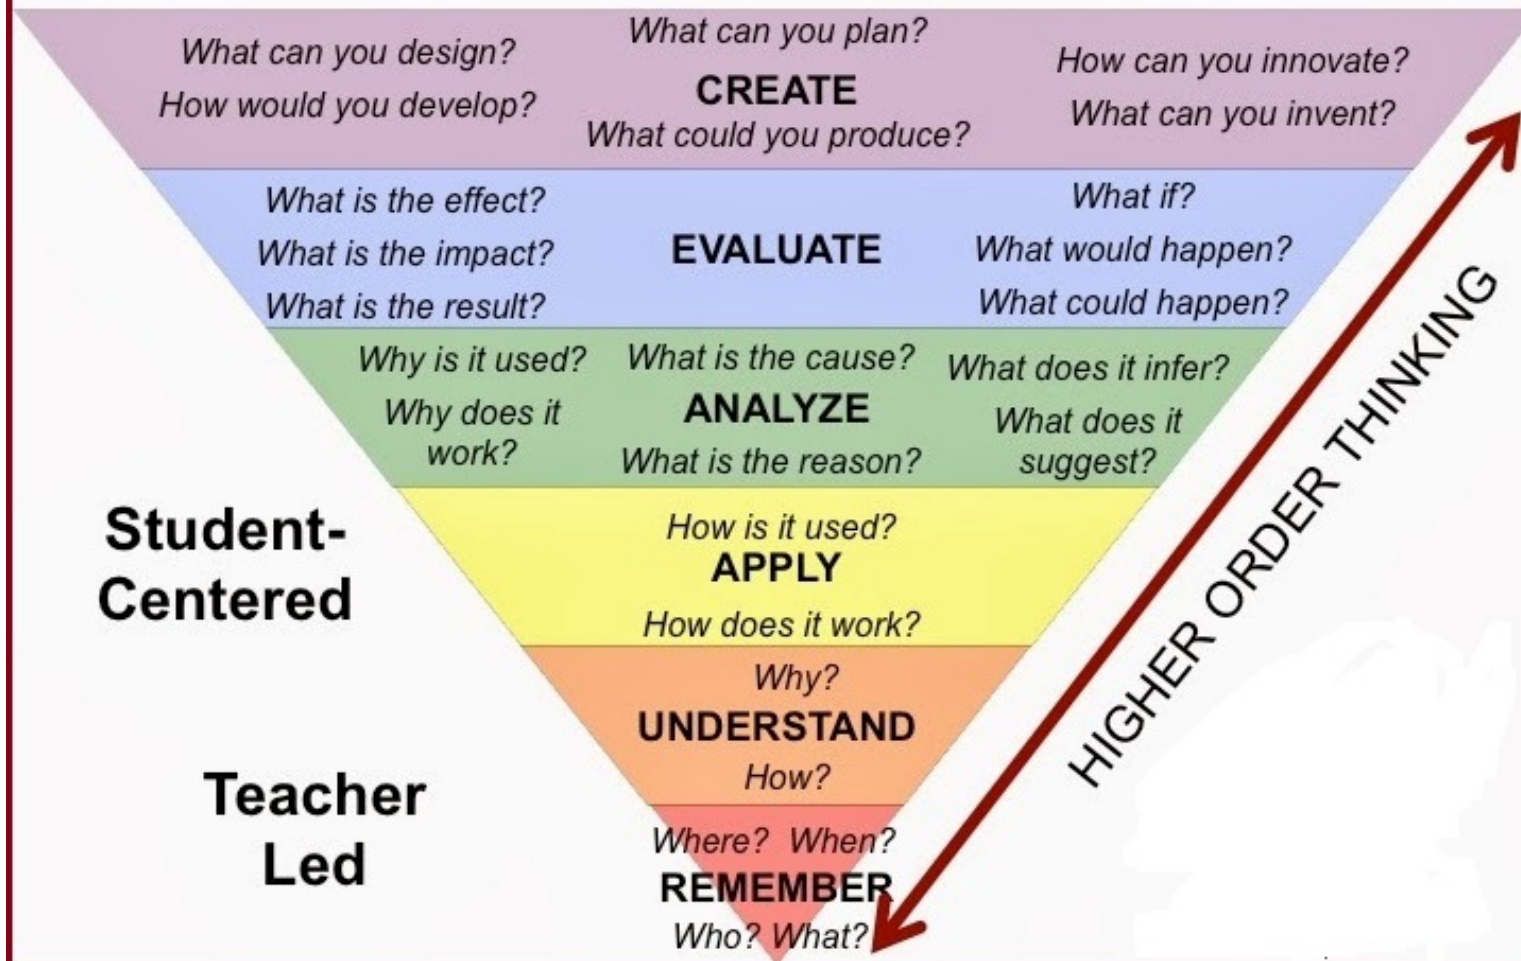 What can you plan?
What can you design?
How can you innovate?
CREATE
How would you develop?
What can you invent?
What could you produce?
What is the effect?
What if?
What is the impact?
EVALUATE
What would happen?
What is the result?
What could happen?
Why is it used?
What is the cause?
What does it infer?
Why does it
work?
ANALYZE
What does it
suggest?
What is the reason?
Student-
Centered
How is it used?
APPLY
How does it work?
HIGHER ORDER THINKING
Why?
UNDERSTAND
How?
Teacher
Led
Where? When?
REMEMBER
Who? What?